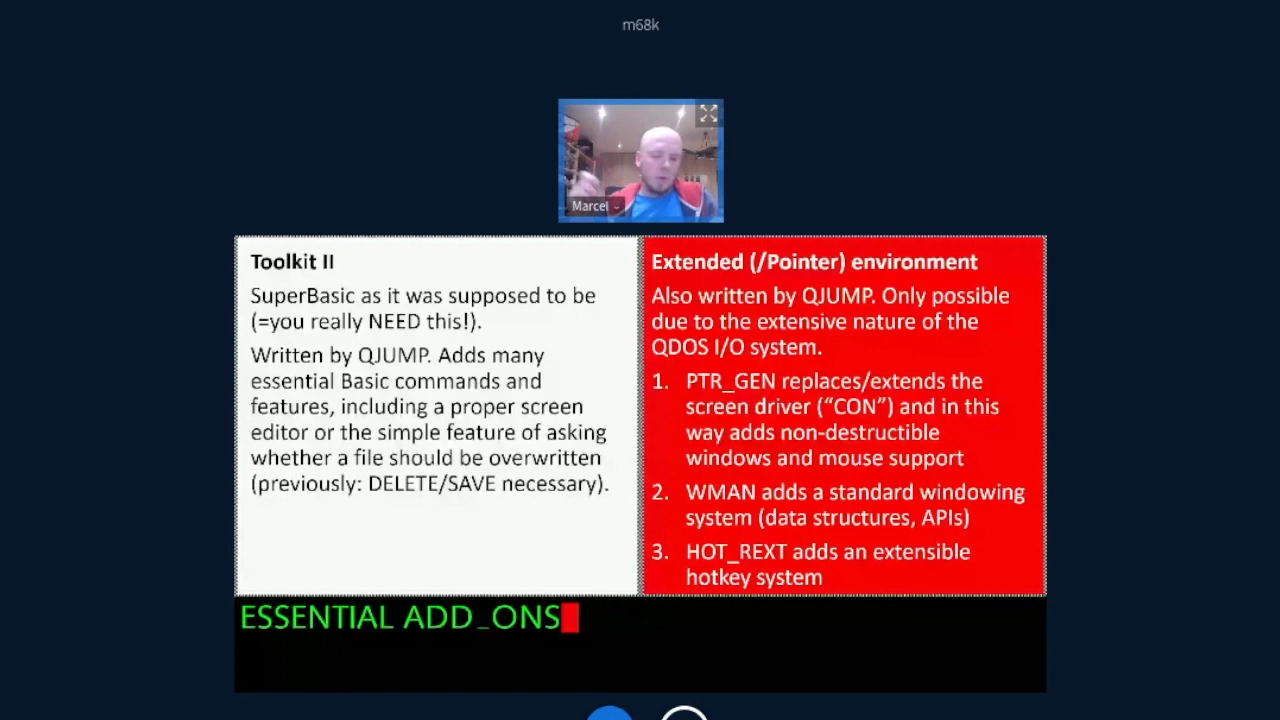 m68k
Marcel
Toolkit II
SuperBasic as it was supposed to be
(=you really NEED this!).
Written by QJUMP. Adds many
essential Basic commands and
features, including a proper screen
editor or the simple feature of asking
whether a file should be overwritten
(previously: DELETE/SAVE necessary).
Extended (/Pointer) environment
Also written by QJUMP. Only possible
due to the extensive nature of the
QDOS I/O system.
1. PTR_GEN replaces/extends the
screen driver (“CON”) and in this
way adds non-destructible
windows and mouse support
2. WMAN adds a standard windowing
system (data structures, APIs)
3. HOT_REXT adds an extensible
hotkey system
ESSENTIAL ADD_ONS